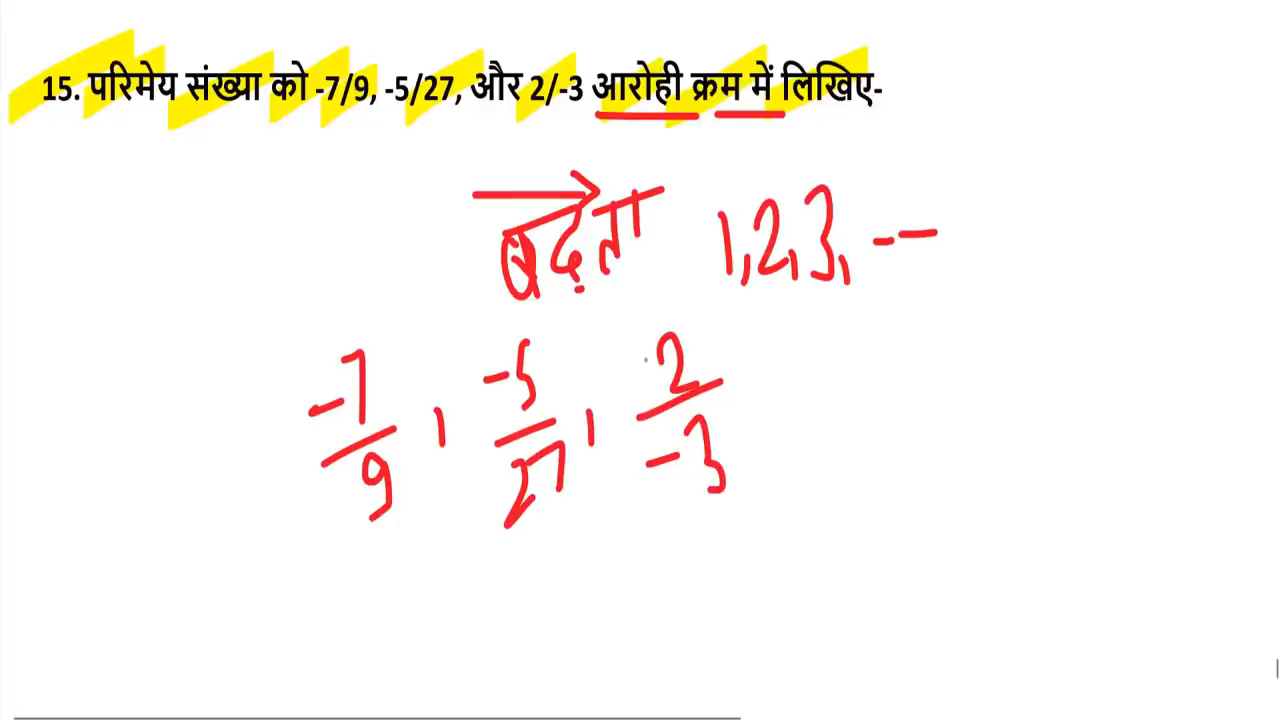 15. परिमेय संख्या को -7/9, -5/27, और 2/-3 आरोही क्रम में लिखिए-
बढ़ता 1,2,3, --
-7/9 , -5/27 , 2/-3